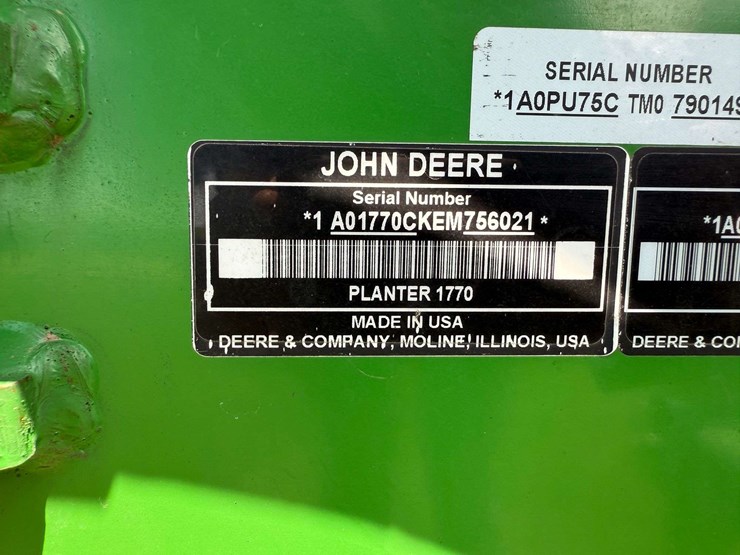 SERIAL NUMBER
*1A0PU75C TM0 79014
JOHN DEERE
Serial Number
*1 A01770CKEM756021 *
PLANTER 1770
MADE IN USA
DEERE & COMPANY, MOLINE, ILLINOIS, USA
*1A
DEERE & CO